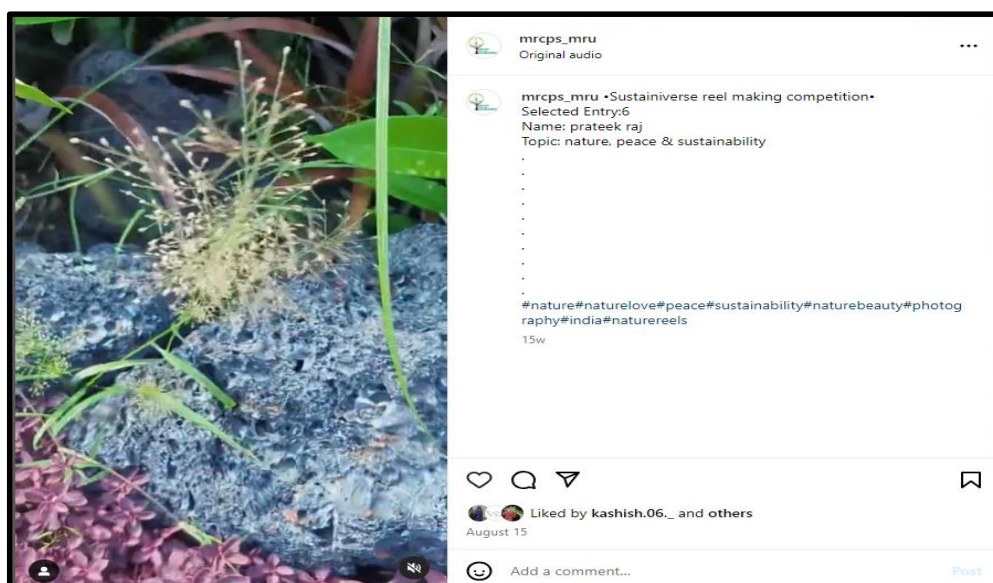 mrcps_mru
Original audio
mrcps_mru •Sustainiverse reel making competition•
Selected Entry:6
Name: prateek raj
Topic: nature, peace & sustainability
.
.
.
.
.
.
.
.
.
#nature#naturelove#peace#sustainability#naturebeauty#photog
raphy#india#naturereels
15w
Liked by kashish.06._ and others
August 15
Add a comment...
Post